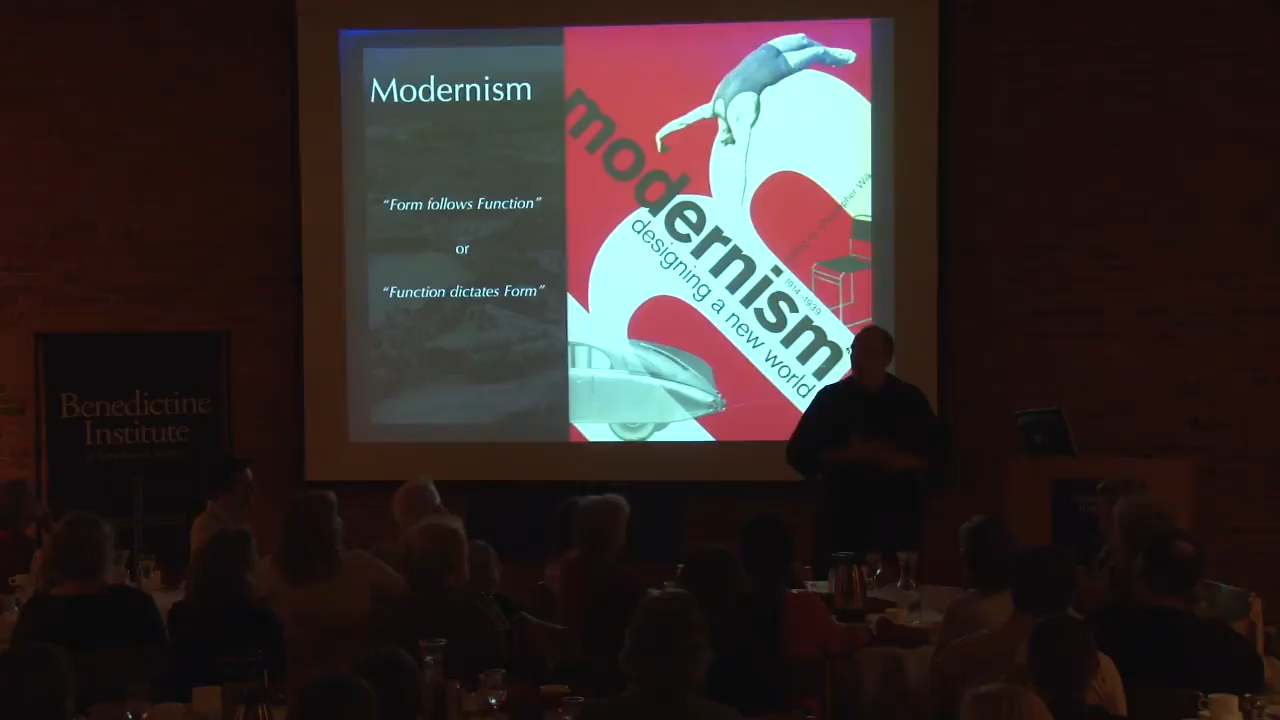 Modernism
“Form follows Function”
or
“Function dictates Form”
modernism
designing a new world
1914–1939
Benedictine
Institute